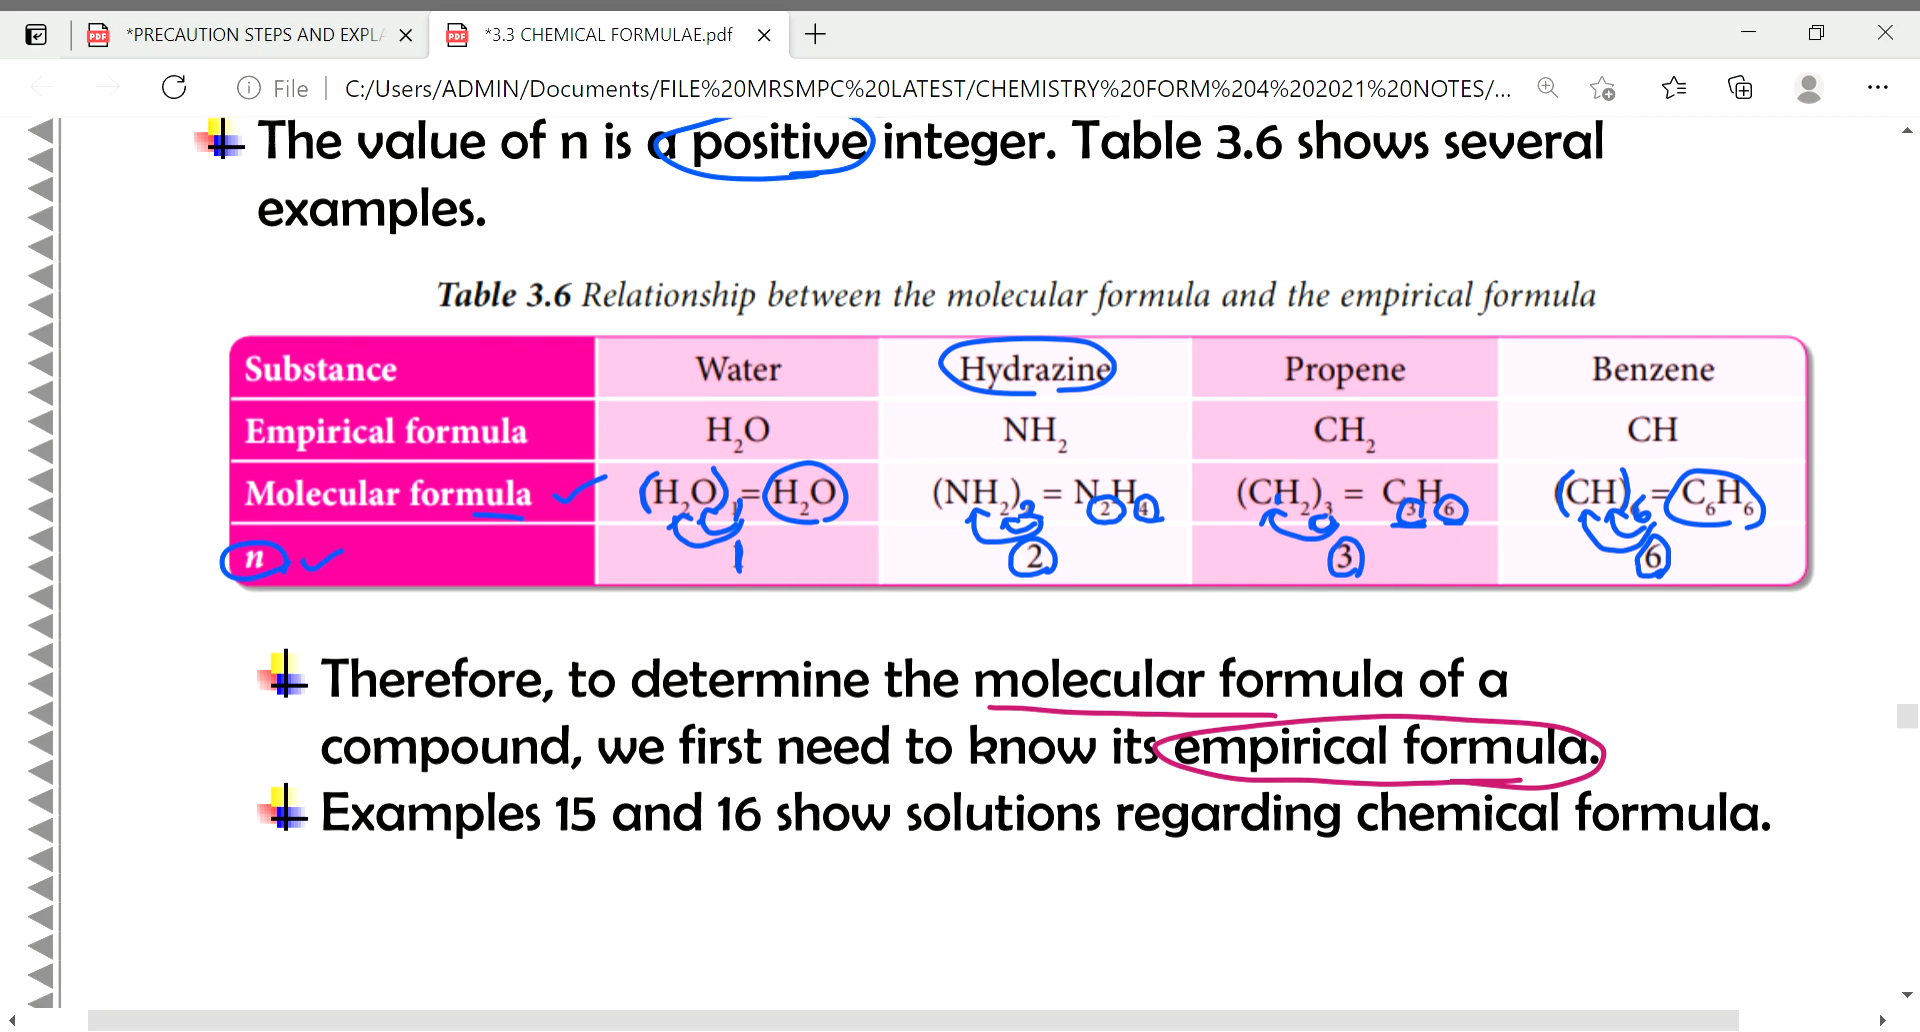 *PRECAUTION STEPS AND EXPLA
*3.3 CHEMICAL FORMULAE.pdf
File | C:/Users/ADMIN/Documents/FILE%20MRSMPC%20LATEST/CHEMISTRY%20FORM%204%202021%20NOTES/...
The value of n is a positive integer. Table 3.6 shows several
examples.
Table 3.6 Relationship between the molecular formula and the empirical formula
Substance Water Hydrazine Propene Benzene
Empirical formula H₂O NH₂ CH₂ CH
Molecular formula (H₂O)₁ = H₂O (NH₂)₂ = N₂H₄ (CH₂)₃ = C₃H₆ (CH)₆ = C₆H₆
n 1 2 3 6
Therefore, to determine the molecular formula of a
compound, we first need to know its empirical formula.
Examples 15 and 16 show solutions regarding chemical formula.